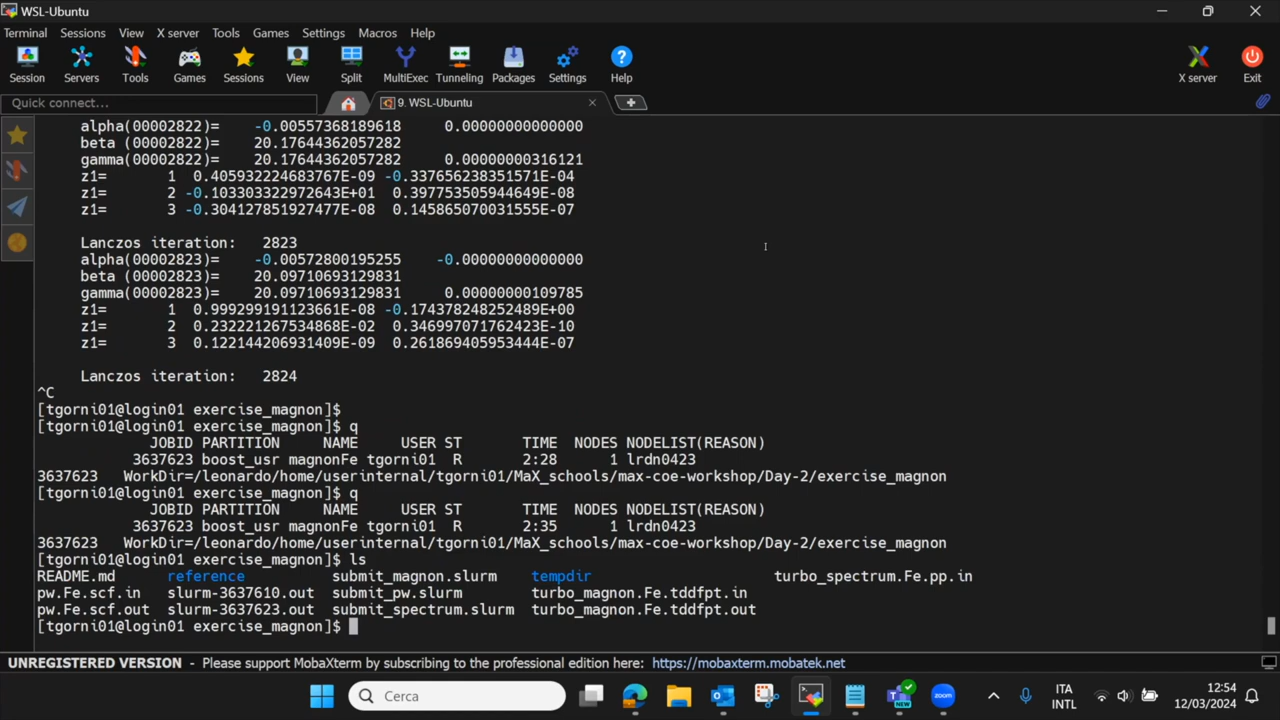 WSL-Ubuntu
Terminal Sessions View X server Tools Games Settings Macros Help
Session Servers Tools Games Sessions View Split MultiExec Tunneling Packages Settings Help X server Exit
Quick connect...
9. WSL-Ubuntu
alpha(00002822)= -0.00557368189618 0.00000000000000
beta (00002822)= 20.17644362057282
gamma(00002822)= 20.17644362057282 0.00000000316121
z1= 1 0.405932224683767E-09 -0.337656238351571E-04
z1= 2 -0.103303322972643E+01 0.397753505944649E-08
z1= 3 -0.304127851927477E-08 0.145865070031555E-07
Lanczos iteration: 2823
alpha(00002823)= -0.00572800195255 -0.00000000000000
beta (00002823)= 20.09710693129831
gamma(00002823)= 20.09710693129831 0.00000000109785
z1= 1 0.999299191123661E-08 -0.174378248252489E+00
z1= 2 0.232221267534868E-02 0.346997071762423E-10
z1= 3 0.122144206931409E-09 0.261869405953444E-07
Lanczos iteration: 2824
^C
[tgorni01@login01 exercise_magnon]$
[tgorni01@login01 exercise_magnon]$ q
JOBID PARTITION NAME USER ST TIME NODES NODELIST(REASON)
3637623 boost_usr magnonFe tgorni01 R 2:28 1 lrdn0423
3637623 WorkDir=/leonardo/home/userinternal/tgorni01/MaX_schools/max-coe-workshop/Day-2/exercise_magnon
[tgorni01@login01 exercise_magnon]$ q
JOBID PARTITION NAME USER ST TIME NODES NODELIST(REASON)
3637623 boost_usr magnonFe tgorni01 R 2:35 1 lrdn0423
3637623 WorkDir=/leonardo/home/userinternal/tgorni01/MaX_schools/max-coe-workshop/Day-2/exercise_magnon
[tgorni01@login01 exercise_magnon]$ ls
README.md reference submit_magnon.slurm tempdir turbo_spectrum.Fe.pp.in
pw.Fe.scf.in slurm-3637610.out submit_pw.slurm turbo_magnon.Fe.tddfpt.in
pw.Fe.scf.out slurm-3637623.out submit_spectrum.slurm turbo_magnon.Fe.tddfpt.out
[tgorni01@login01 exercise_magnon]$
UNREGISTERED VERSION - Please support MobaXterm by subscribing to the professional edition here: https://mobaxterm.mobatek.net
Cerca
NEW
zoom
ITA
INTL
12:54
12/03/2024